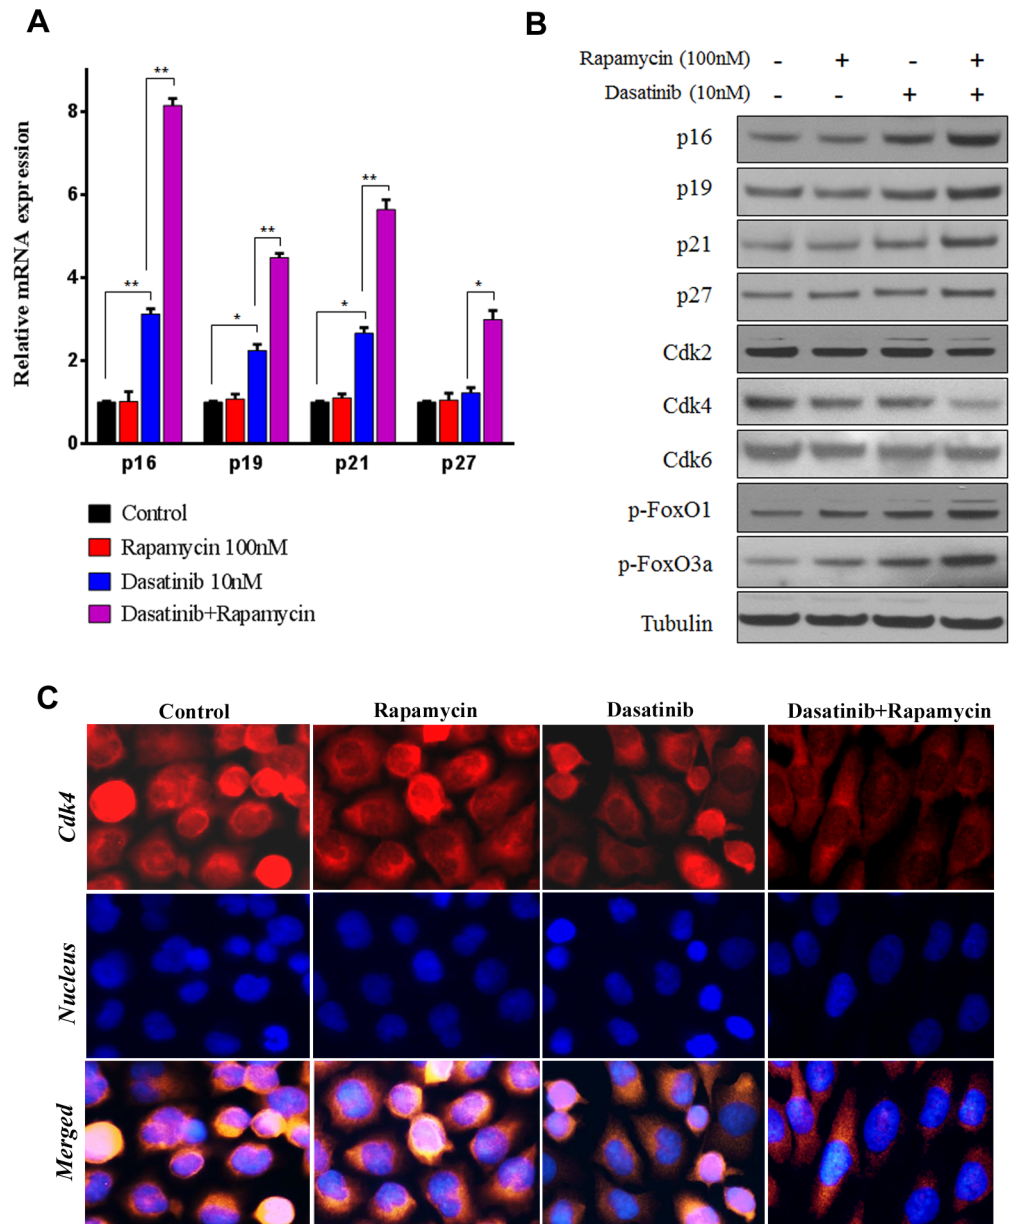 A
Relative mRNA expression
8
6
4
2
0
**
**
*
**
*
**
*
p16
p19
p21
p27
Control
Rapamycin 100nM
Dasatinib 10nM
Dasatinib+Rapamycin
B
Rapamycin (100nM) - + - +
Dasatinib (10nM) - - + +
p16
p19
p21
p27
Cdk2
Cdk4
Cdk6
p-FoxO1
p-FoxO3a
Tubulin
C
Control
Rapamycin
Dasatinib
Dasatinib+Rapamycin
Cdk4
Nucleus
Merged